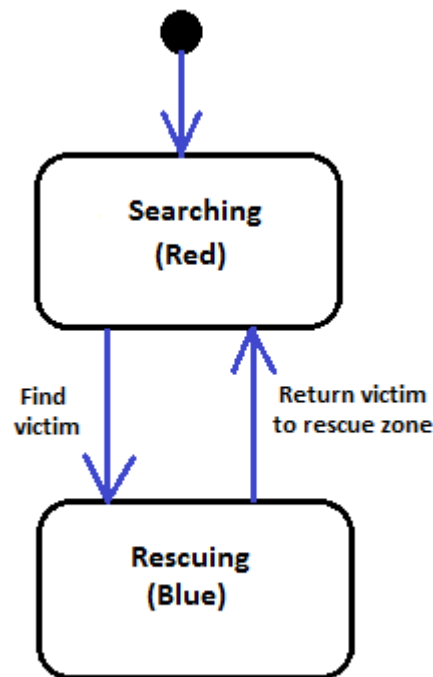 Searching
(Red)
Find
victim
Return victim
to rescue zone
Rescuing
(Blue)